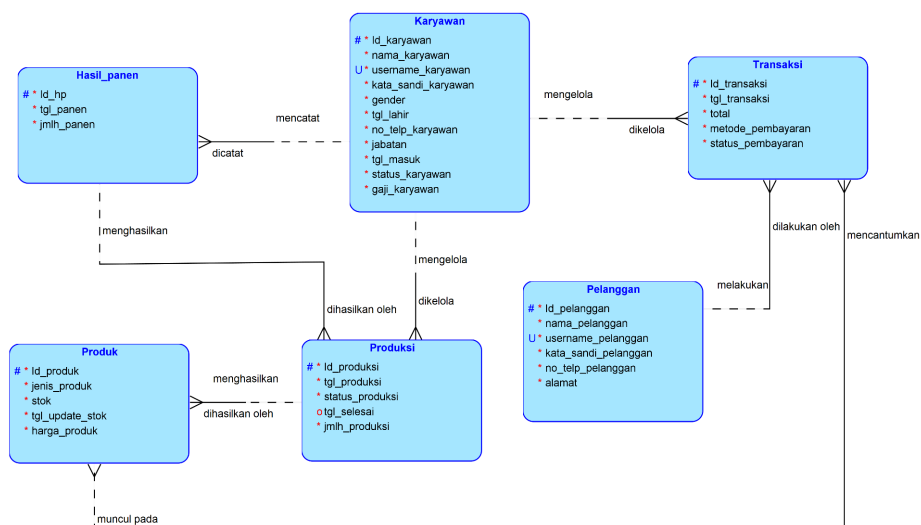 Karyawan
# * Id_karyawan
* nama_karyawan
U * username_karyawan
* kata_sandi_karyawan
* gender
* tgl_lahir
* no_telp_karyawan
* jabatan
* tgl_masuk
* status_karyawan
* gaji_karyawan
Hasil_panen
# * Id_hp
* tgl_panen
* jmlh_panen
Transaksi
# * Id_transaksi
* tgl_transaksi
* total
* metode_pembayaran
* status_pembayaran
mencatat
dicatat
mengelola
dikelola
menghasilkan
dihasilkan oleh
mengelola
dikelola
dilakukan oleh
melakukan
mencantumkan
Pelanggan
# * Id_pelanggan
* nama_pelanggan
U * username_pelanggan
* kata_sandi_pelanggan
* no_telp_pelanggan
* alamat
Produk
# * Id_produk
* jenis_produk
* stok
* tgl_update_stok
* harga_produk
menghasilkan
dihasilkan oleh
Produksi
# * Id_produksi
* tgl_produksi
* status_produksi
o tgl_selesai
* jmlh_produksi
muncul pada